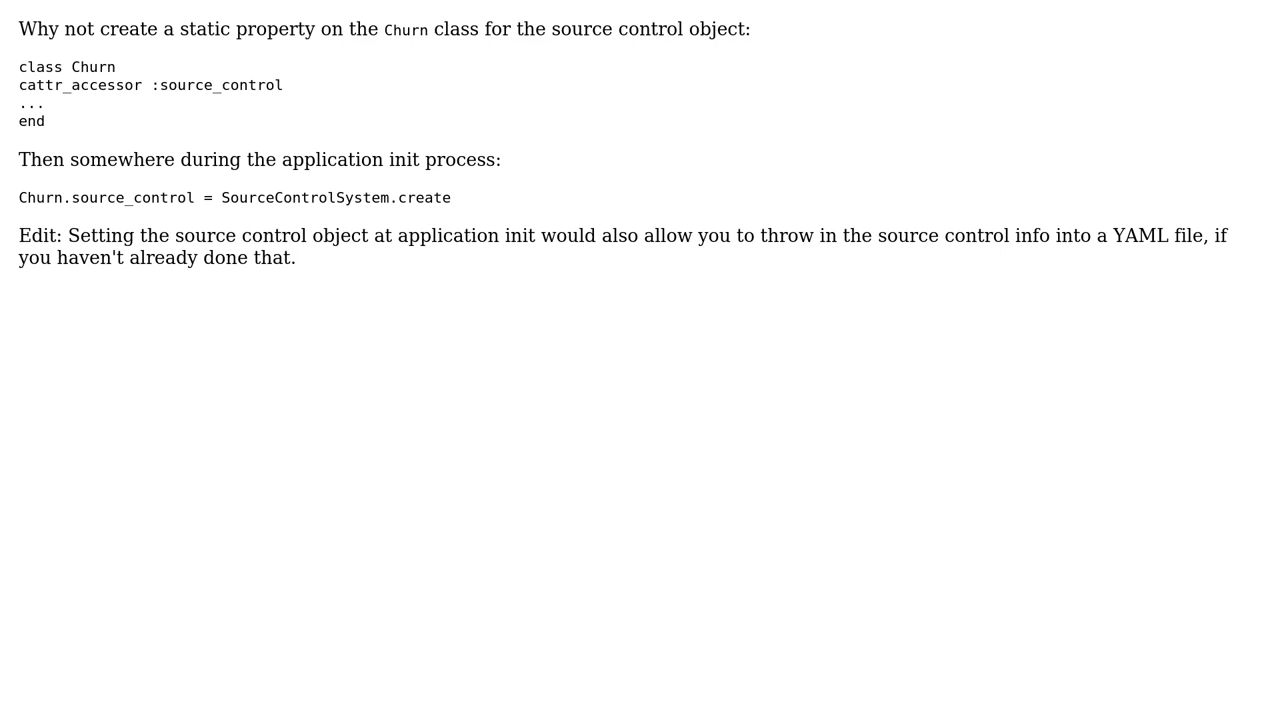 Why not create a static property on the Churn class for the source control object:
class Churn
cattr_accessor :source_control
...
end
Then somewhere during the application init process:
Churn.source_control = SourceControlSystem.create
Edit: Setting the source control object at application init would also allow you to throw in the source control info into a YAML file, if
you haven't already done that.